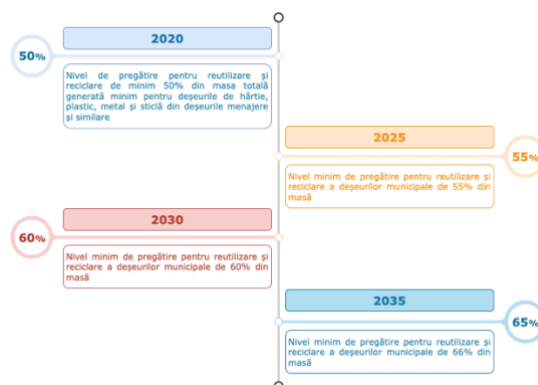 2020
50%
Nivel de pregătire pentru reutilizare și
reciclare de minim 50% din masa totală
generată minim pentru deșeurile de hârtie,
plastic, metal și sticlă din deșeurile menajere
și similare
2025
55%
Nivel minim de pregătire pentru reutilizare și
reciclare a deșeurilor municipale de 55% din
masă
2030
60%
Nivel minim de pregătire pentru reutilizare și
reciclare a deșeurilor municipale de 60% din
masă
2035
65%
Nivel minim de pregătire pentru reutilizare și
reciclare a deșeurilor municipale de 66% din
masă